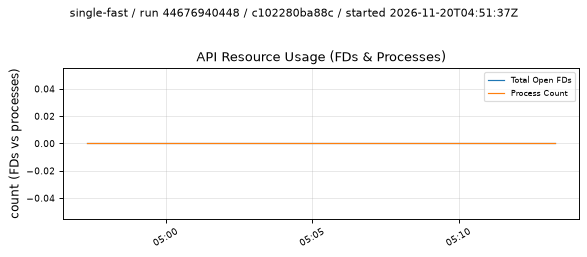 single-fast / run 44676940448 / c102280ba88c / started 2026-11-20T04:51:37Z
API Resource Usage (FDs & Processes)
count (FDs vs processes)
0.04
0.02
0.00
−0.02
−0.04
Total Open FDs
Process Count
05:00
05:05
05:10